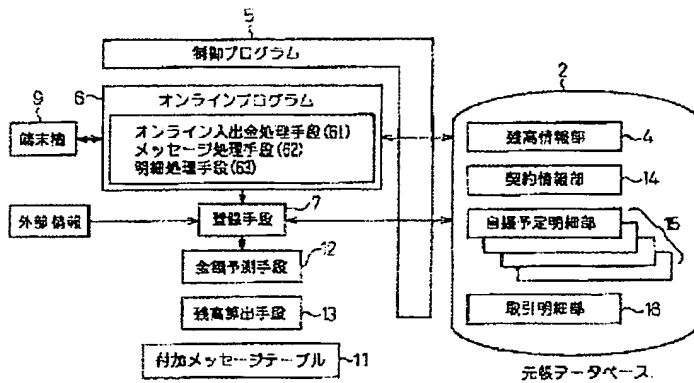 5
制御プログラム
6
オンラインプログラム
オンライン入出金処理手段(61)
メッセージ処理手段(62)
明細処理手段(63)
9
端末機
7
外部情報
登録手段
金額予測手段
12
残高算出手段
13
付加メッセージテーブル
11
2
残高情報部
4
契約情報部
14
自振予定明細部
15
取引明細部
16
元帳データベース